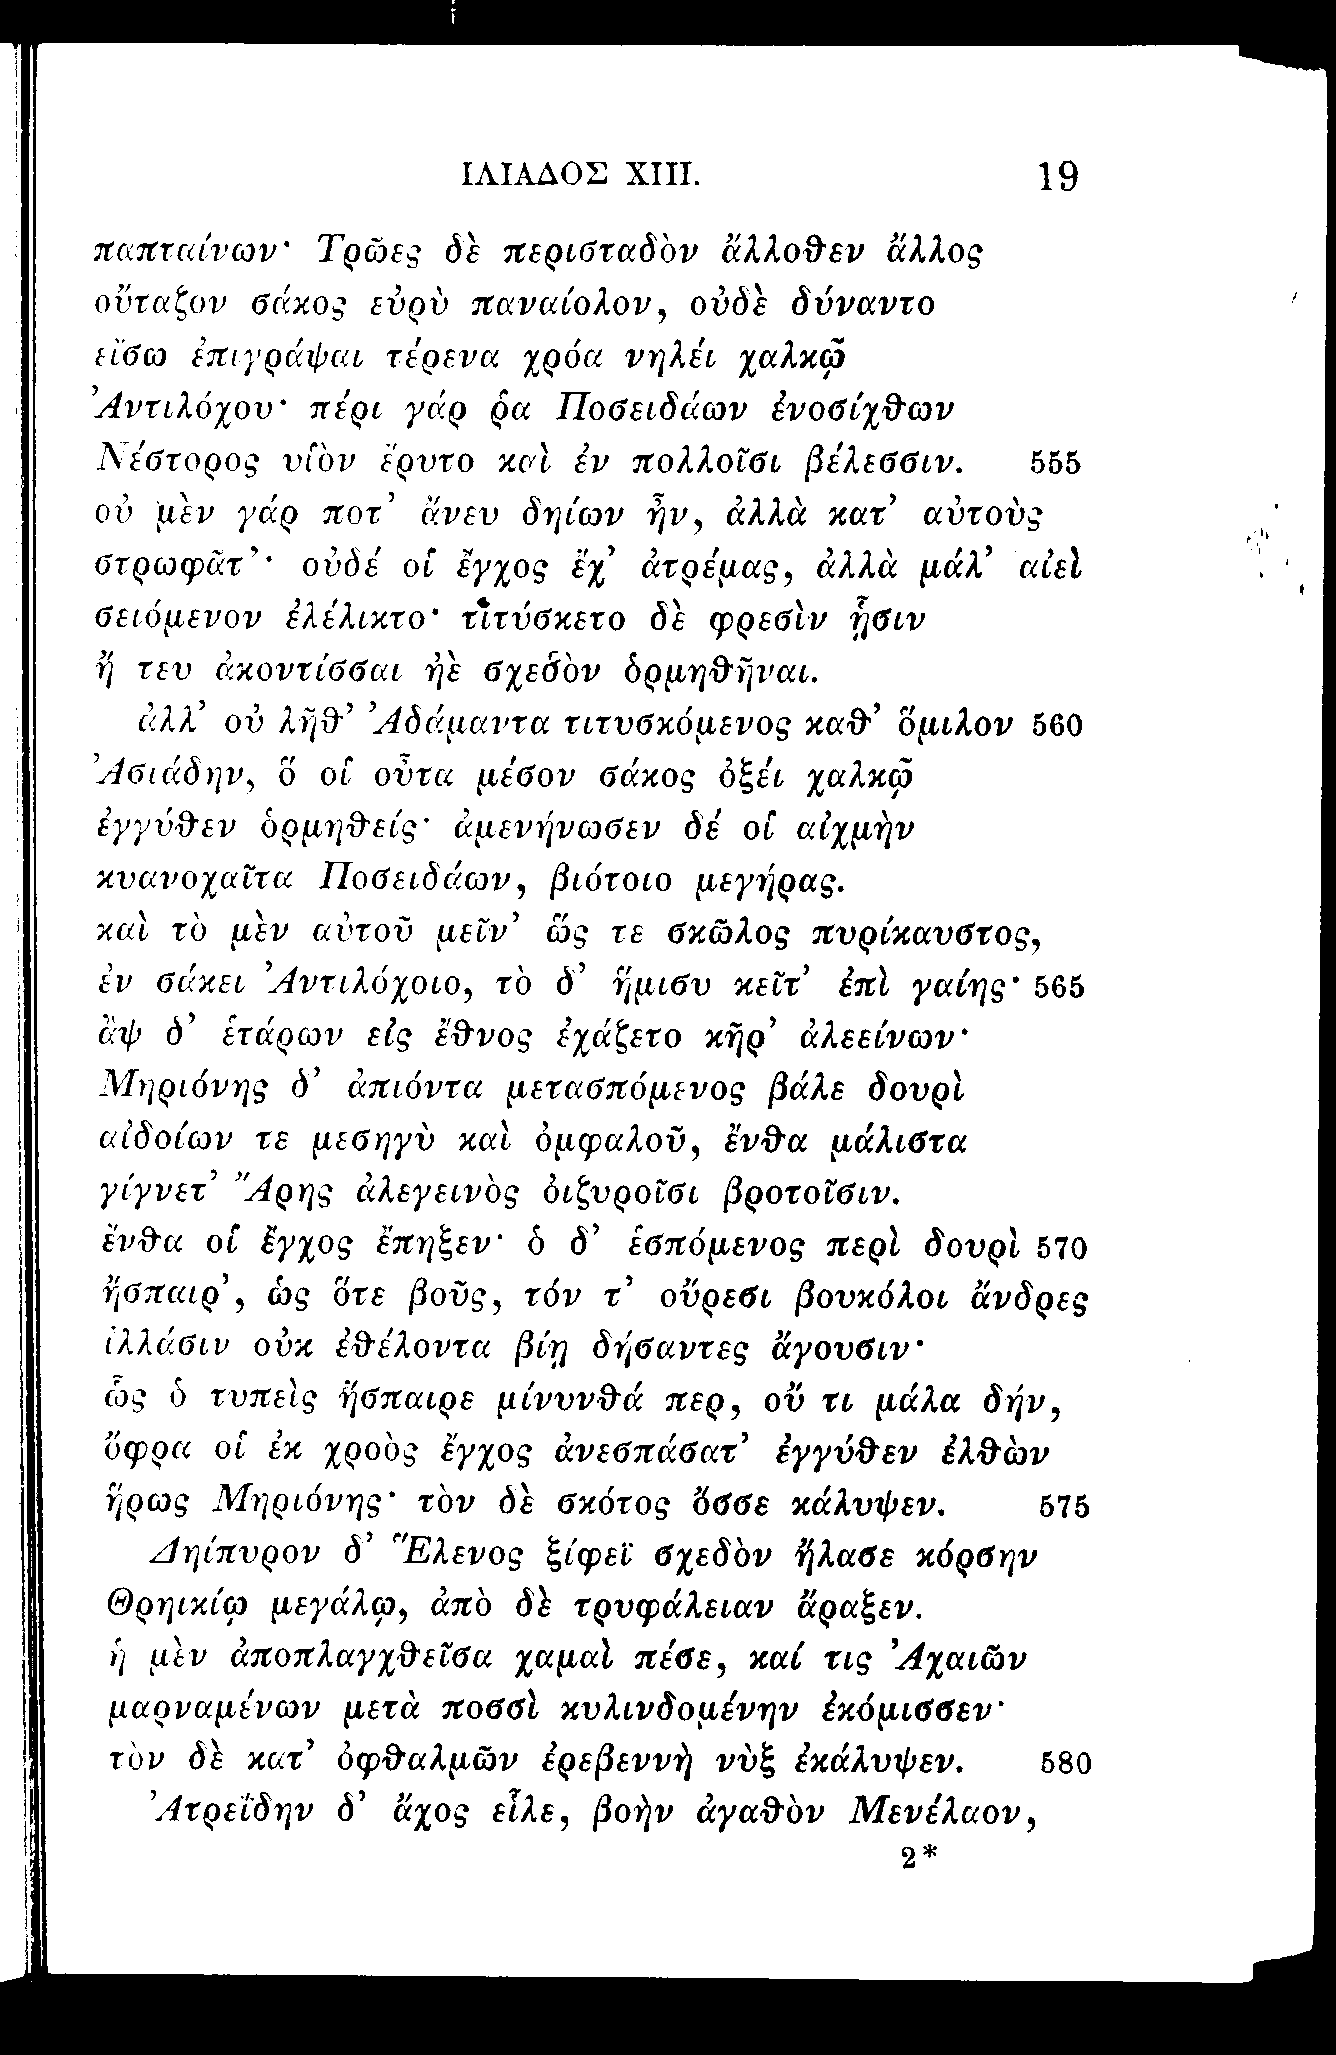 ΙΛΙΑΔΟΣ XIII. 19
παπταίνων· Τρῶες δὲ περισταδὸν ἄλλοθεν ἄλλος
οὔταζον σάκος εὐρὺ παναίολον, οὐδὲ δύναντο
εἴσω ἐπιγράψαι τέρενα χρόα νηλέι χαλκῷ
Ἀντιλόχου· πέρι γάρ ῥα Ποσειδάων ἐνοσίχθων
Νέστορος υἱὸν ἔρυτο καὶ ἐν πολλοῖσι βέλεσσιν. 555
οὐ μὲν γάρ ποτ’ ἄνευ δηίων ἦν, ἀλλὰ κατ’ αὐτοὺς
στρωφᾶτ’· οὐδέ οἱ ἔγχος ἔχ’ ἀτρέμας, ἀλλὰ μάλ’ αἰεὶ
σειόμενον ἐλέλικτο· τιτύσκετο δὲ φρεσὶν ᾗσιν
ἤ τευ ἀκοντίσσαι ἠὲ σχεδὸν ὁρμηθῆναι.
ἀλλ’ οὐ λῆθ’ Ἀδάμαντα τιτυσκόμενος καθ’ ὅμιλον 560
Ἀσιάδην, ὅ οἱ οὖτα μέσον σάκος ὀξέι χαλκῷ
ἐγγύθεν ὁρμηθείς· ἀμενήνωσεν δέ οἱ αἰχμὴν
κυανοχαῖτα Ποσειδάων, βιότοιο μεγήρας.
καὶ τὸ μὲν αὐτοῦ μεῖν’ ὥς τε σκῶλος πυρίκαυστος,
ἐν σάκει Ἀντιλόχοιο, τὸ δ’ ἥμισυ κεῖτ’ ἐπὶ γαίης· 565
ἂψ δ’ ἑτάρων εἰς ἔθνος ἐχάζετο κῆρ’ ἀλεείνων·
Μηριόνης δ’ ἀπιόντα μετασπόμενος βάλε δουρὶ
αἰδοίων τε μεσηγὺ καὶ ὀμφαλοῦ, ἔνθα μάλιστα
γίγνετ’ Ἄρης ἀλεγεινὸς ὀιζυροῖσι βροτοῖσιν.
ἔνθα οἱ ἔγχος ἔπηξεν· ὁ δ’ ἑσπόμενος περὶ δουρὶ 570
ἤσπαιρ’, ὡς ὅτε βοῦς, τόν τ’ οὔρεσι βουκόλοι ἄνδρες
ἰλλάσιν οὐκ ἐθέλοντα βίῃ δήσαντες ἄγουσιν·
ὣς ὁ τυπεὶς ἤσπαιρε μίνυνθά περ, οὔ τι μάλα δήν,
ὄφρα οἱ ἐκ χροὸς ἔγχος ἀνεσπάσατ’ ἐγγύθεν ἐλθὼν
ἥρως Μηριόνης· τὸν δὲ σκότος ὄσσε κάλυψεν. 575
Δηίπυρον δ’ Ἕλενος ξίφεϊ σχεδὸν ἤλασε κόρσην
Θρηικίῳ μεγάλῳ, ἀπὸ δὲ τρυφάλειαν ἄραξεν.
ἡ μὲν ἀποπλαγχθεῖσα χαμαὶ πέσε, καί τις Ἀχαιῶν
μαρναμένων μετὰ ποσσὶ κυλινδομένην ἐκόμισσεν·
τὸν δὲ κατ’ ὀφθαλμῶν ἐρεβεννὴ νὺξ ἐκάλυψεν. 580
Ἀτρεΐδην δ’ ἄχος εἷλε, βοὴν ἀγαθὸν Μενέλαον,
2*